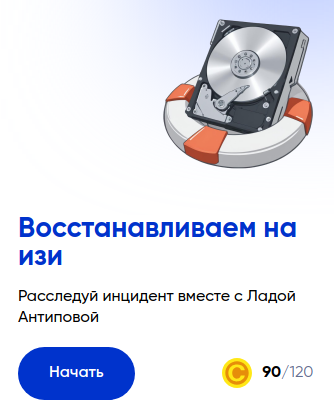 Восстанавливаем на
изи
Расследуй инцидент вместе с Ладой
Антиповой
Начать
90/120